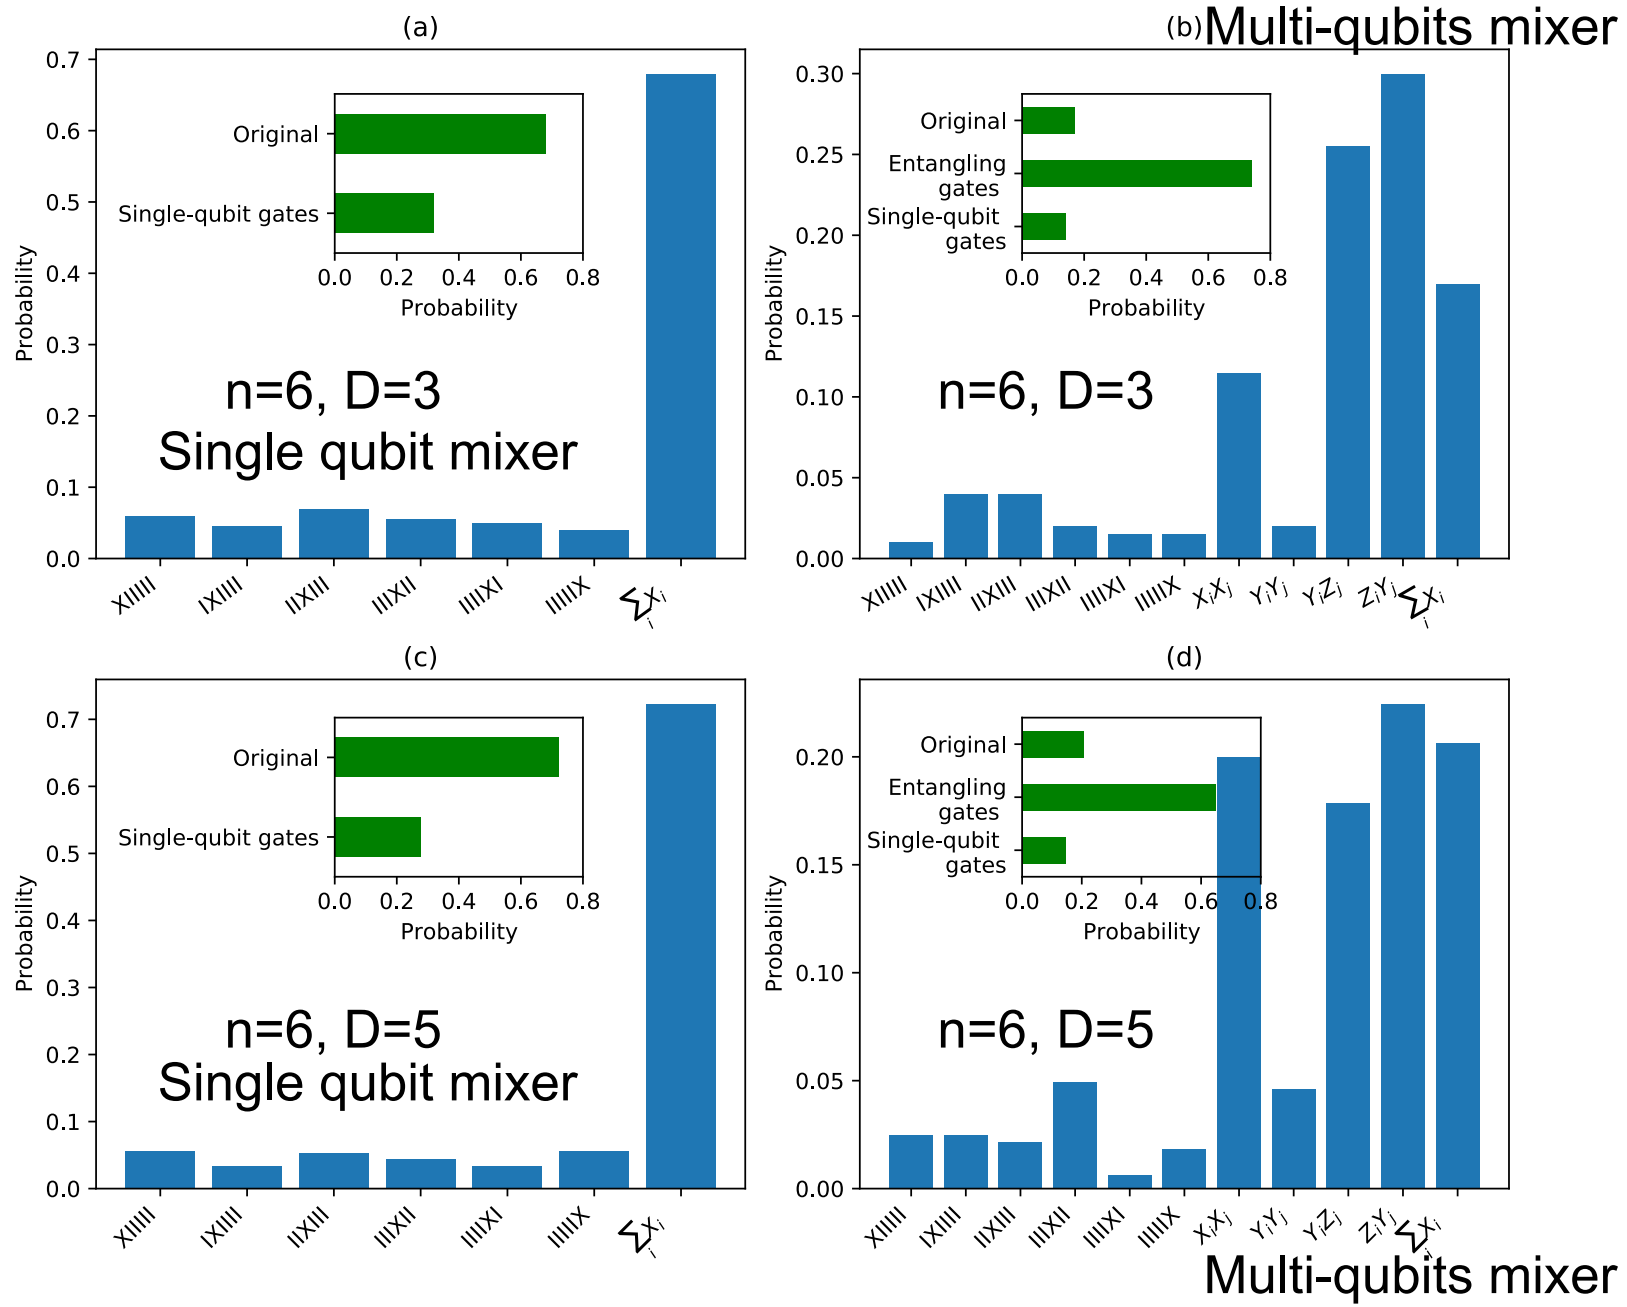 (a)
0.7
0.6
0.5
0.4
0.3
0.2
0.1
0.0
Probability
Original
Single-qubit gates
0.0 0.2 0.4 0.6 0.8
Probability
n=6, D=3
Single qubit mixer
XIIIII IXIIII IIXIII IIIXII IIIIXI IIIIIX ∑ᵢXᵢ
(b)
Multi-qubits mixer
0.30
0.25
0.20
0.15
0.10
0.05
0.00
Probability
Original
Entangling
gates
Single-qubit
gates
0.0 0.2 0.4 0.6 0.8
Probability
n=6, D=3
XIIIII IXIIII IIXIII IIIXII IIIIXI IIIIIX XᵢXⱼ YᵢYⱼ YᵢZⱼ ZᵢYⱼ ∑ᵢXᵢ
(c)
0.7
0.6
0.5
0.4
0.3
0.2
0.1
0.0
Probability
Original
Single-qubit gates
0.0 0.2 0.4 0.6 0.8
Probability
n=6, D=5
Single qubit mixer
XIIIII IXIIII IIXIII IIIXII IIIIXI IIIIIX ∑ᵢXᵢ
(d)
0.20
0.15
0.10
0.05
0.00
Probability
Original
Entangling
gates
Single-qubit
gates
0.0 0.2 0.4 0.6 0.8
Probability
n=6, D=5
XIIIII IXIIII IIXIII IIIXII IIIIXI IIIIIX XᵢXⱼ YᵢYⱼ YᵢZⱼ ZᵢYⱼ ∑ᵢXᵢ
Multi-qubits mixer